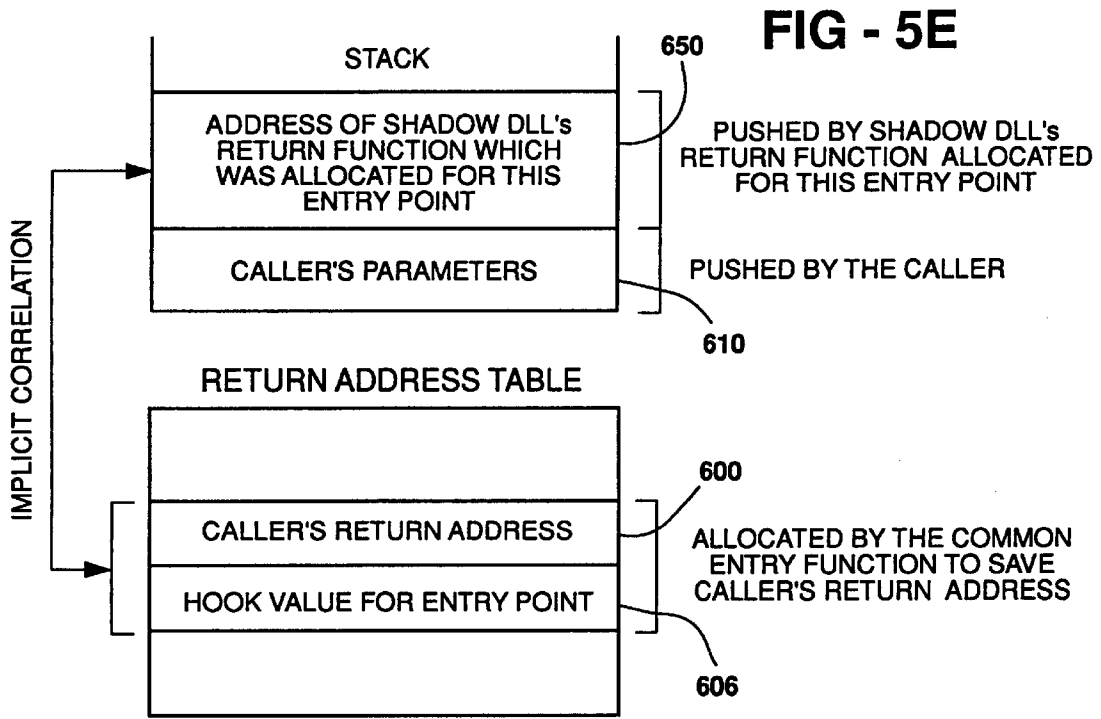 FIG - 5E
650
STACK
ADDRESS OF SHADOW DLL's
RETURN FUNCTION WHICH
WAS ALLOCATED FOR THIS
ENTRY POINT
PUSHED BY SHADOW DLL's
RETURN FUNCTION ALLOCATED
FOR THIS ENTRY POINT
CALLER'S PARAMETERS
PUSHED BY THE CALLER
610
IMPLICIT CORRELATION
RETURN ADDRESS TABLE
600
CALLER'S RETURN ADDRESS
HOOK VALUE FOR ENTRY POINT
ALLOCATED BY THE COMMON
ENTRY FUNCTION TO SAVE
CALLER'S RETURN ADDRESS
606